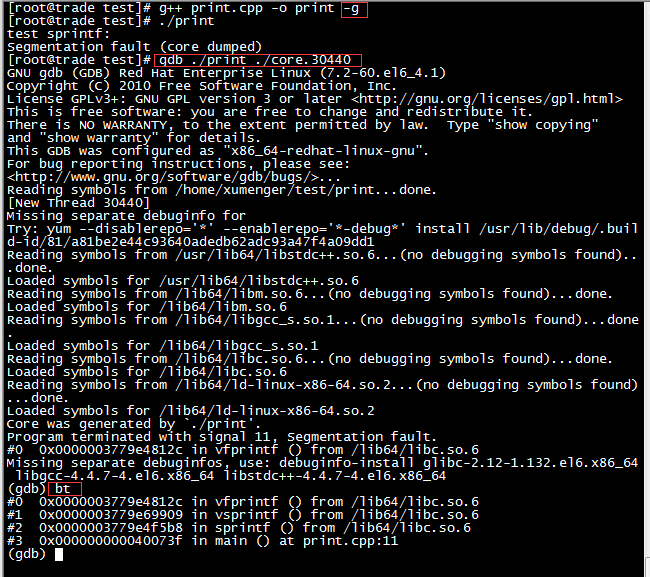 [root@trade test]# g++ print.cpp -o print -g
[root@trade test]# ./print
test sprintf:
Segmentation fault (core dumped)
[root@trade test]# gdb ./print ./core.30440
GNU gdb (GDB) Red Hat Enterprise Linux (7.2-60.el6_4.1)
Copyright (C) 2010 Free Software Foundation, Inc.
License GPLv3+: GNU GPL version 3 or later <http://gnu.org/licenses/gpl.html>
This is free software: you are free to change and redistribute it.
There is NO WARRANTY, to the extent permitted by law.  Type "show copying"
and "show warranty" for details.
This GDB was configured as "x86_64-redhat-linux-gnu".
For bug reporting instructions, please see:
<http://www.gnu.org/software/gdb/bugs/>...
Reading symbols from /home/xumenger/test/print...done.
[New Thread 30440]
Missing separate debuginfo for
Try: yum --disablerepo='*' --enablerepo='*-debug*' install /usr/lib/debug/.buil
d-id/81/a81be2e44c93640adedb62adc93a47f4a09dd1
Reading symbols from /usr/lib64/libstdc++.so.6...(no debugging symbols found)..
.done.
Loaded symbols for /usr/lib64/libstdc++.so.6
Reading symbols from /lib64/libm.so.6...(no debugging symbols found)...done.
Loaded symbols for /lib64/libm.so.6
Reading symbols from /lib64/libgcc_s.so.1...(no debugging symbols found)...done
.
Loaded symbols for /lib64/libgcc_s.so.1
Reading symbols from /lib64/libc.so.6...(no debugging symbols found)...done.
Loaded symbols for /lib64/libc.so.6
Reading symbols from /lib64/ld-linux-x86-64.so.2...(no debugging symbols found)
...done.
Loaded symbols for /lib64/ld-linux-x86-64.so.2
Core was generated by `./print'.
Program terminated with signal 11, Segmentation fault.
#0  0x0000003779e4812c in vfprintf () from /lib64/libc.so.6
Missing separate debuginfos, use: debuginfo-install glibc-2.12-1.132.el6.x86_64
 libgcc-4.4.7-4.el6.x86_64 libstdc++-4.4.7-4.el6.x86_64
(gdb) bt
#0  0x0000003779e4812c in vfprintf () from /lib64/libc.so.6
#1  0x0000003779e69909 in vsprintf () from /lib64/libc.so.6
#2  0x0000003779e4f5b8 in sprintf () from /lib64/libc.so.6
#3  0x000000000040073f in main () at print.cpp:11
(gdb)